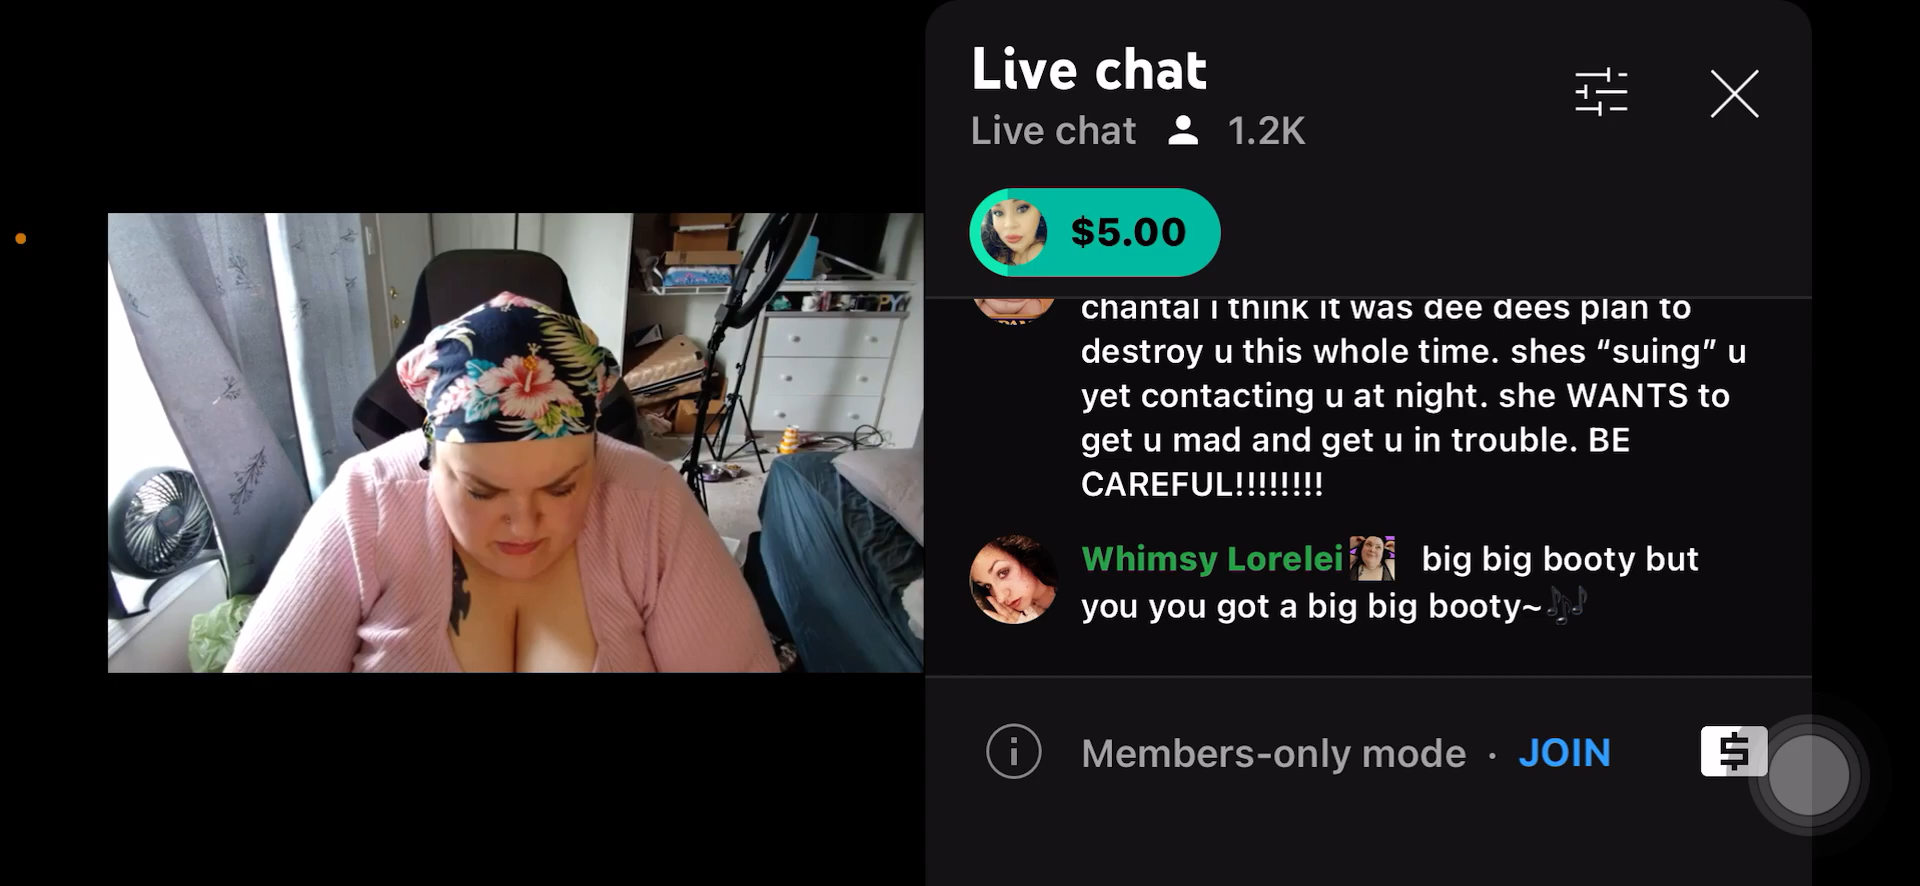 Live chat
Live chat 1.2K
$5.00
chantal i think it was dee dees plan to
destroy u this whole time. shes “suing” u
yet contacting u at night. she WANTS to
get u mad and get u in trouble. BE
CAREFUL!!!!!!!!
Whimsy Lorelei big big booty but
you you got a big big booty~🎶
Members-only mode · JOIN